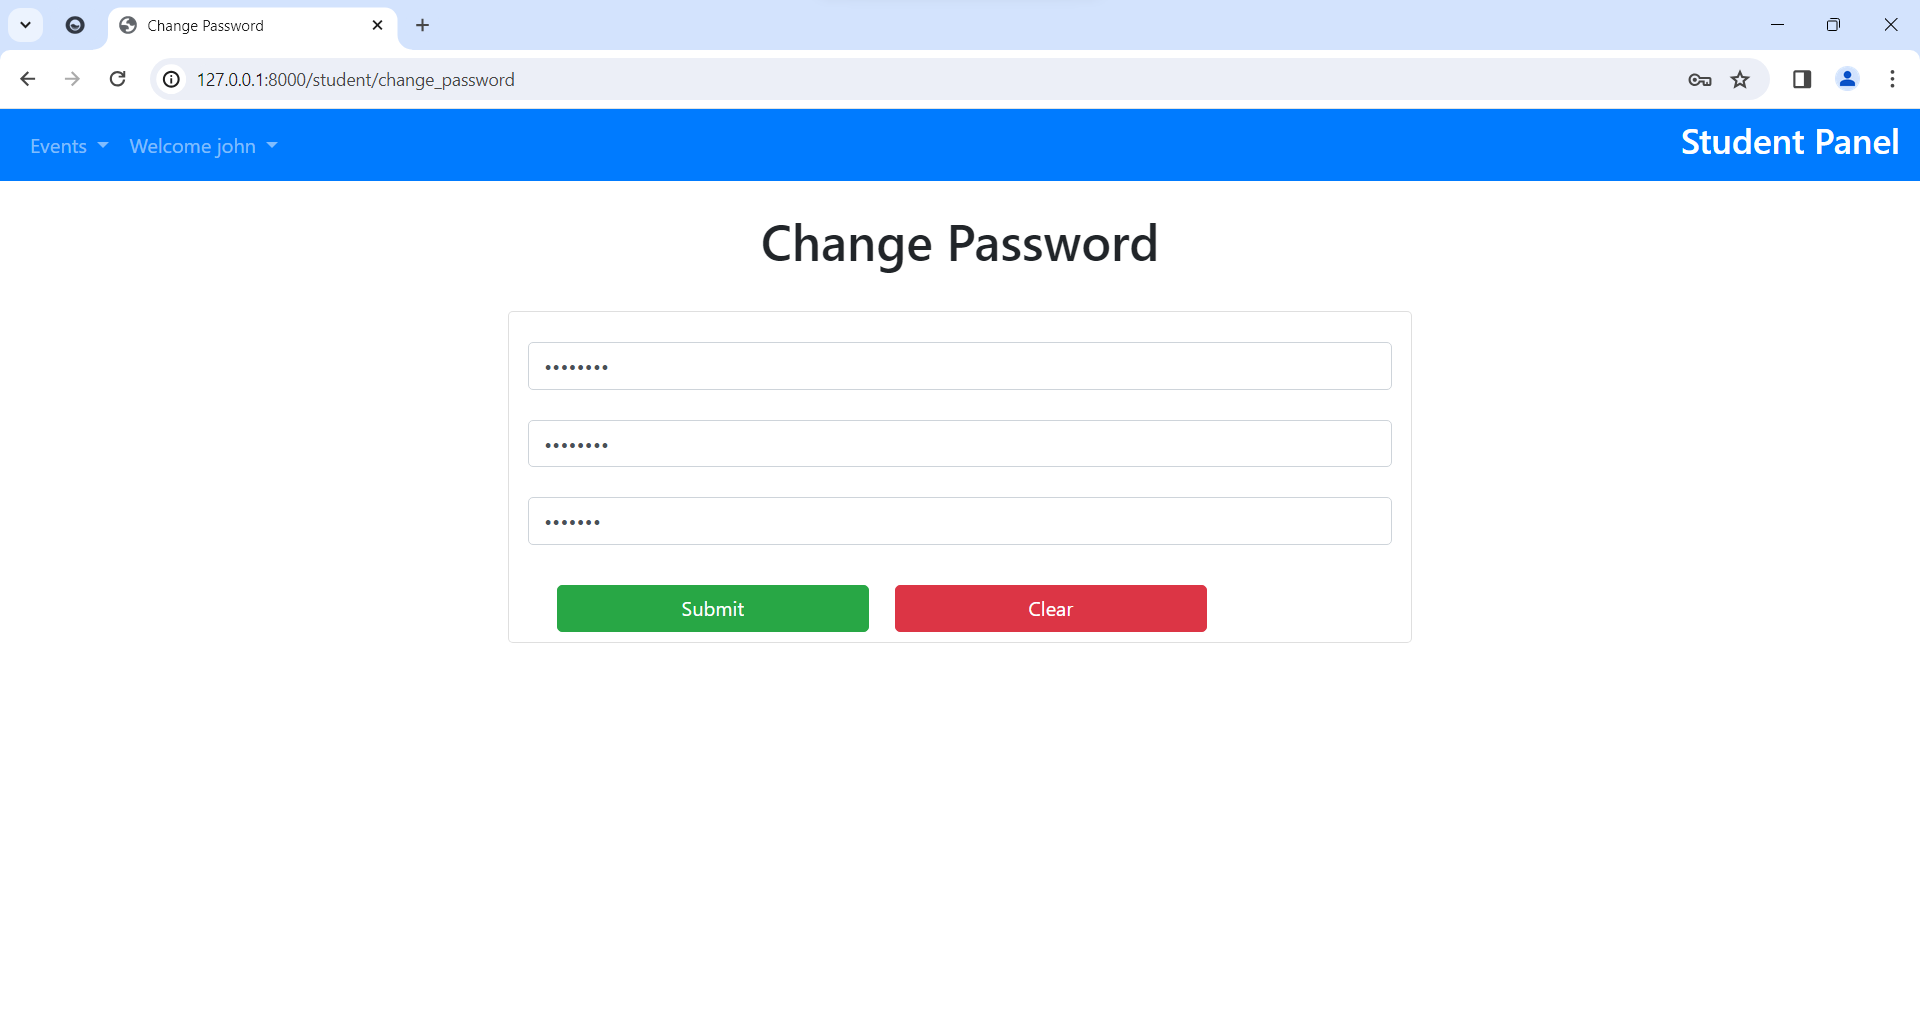 Change Password
127.0.0.1:8000/student/change_password
Events Welcome john Student Panel
Change Password
••••••••
••••••••
•••••••
Submit Clear